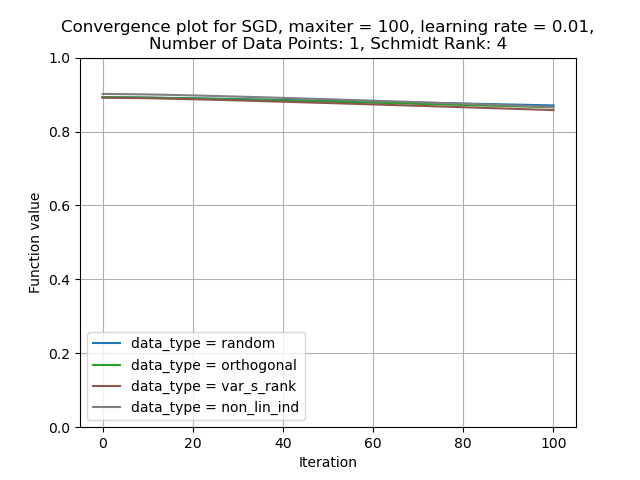 Convergence plot for SGD, maxiter = 100, learning rate = 0.01,
Number of Data Points: 1, Schmidt Rank: 4
Function value
1.0
0.8
0.6
0.4
0.2
0.0
data_type = random
data_type = orthogonal
data_type = var_s_rank
data_type = non_lin_ind
0 20 40 60 80 100
Iteration